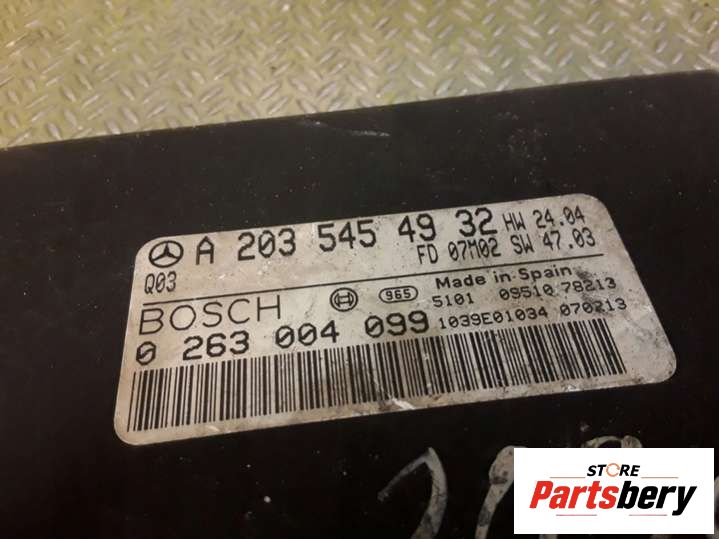 A 203 545 49 32 HW 24.04
FD 07M02 SW 47.03
Q03
BOSCH 965 Made in Spain
5101 09510 78213
0 263 004 099 1039E01034 070213
STORE
Partsbery